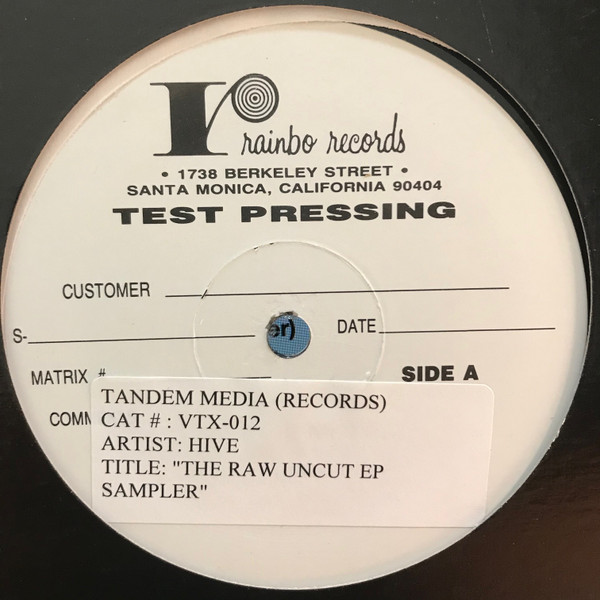 rainbo records
• 1738 BERKELEY STREET •
SANTA MONICA, CALIFORNIA 90404
TEST PRESSING
CUSTOMER
er)
S-
DATE
MATRIX #
SIDE A
COMM
TANDEM MEDIA (RECORDS)
CAT # : VTX-012
ARTIST: HIVE
TITLE: "THE RAW UNCUT EP
SAMPLER"